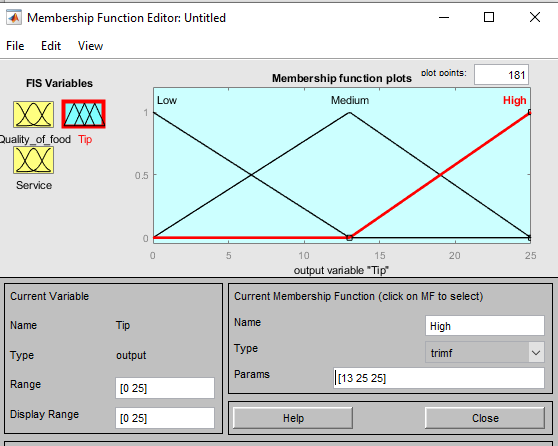 Membership Function Editor: Untitled
File Edit View
FIS Variables
Quality_of_food
Tip
Service
Membership function plots
plot points:
181
Low
Medium
High
1
0.5
0
0 5 10 15 20 25
output variable "Tip"
Current Variable
Name Tip
Type output
Range [0 25]
Display Range [0 25]
Current Membership Function (click on MF to select)
Name High
Type trimf
Params [13 25 25]
Help Close